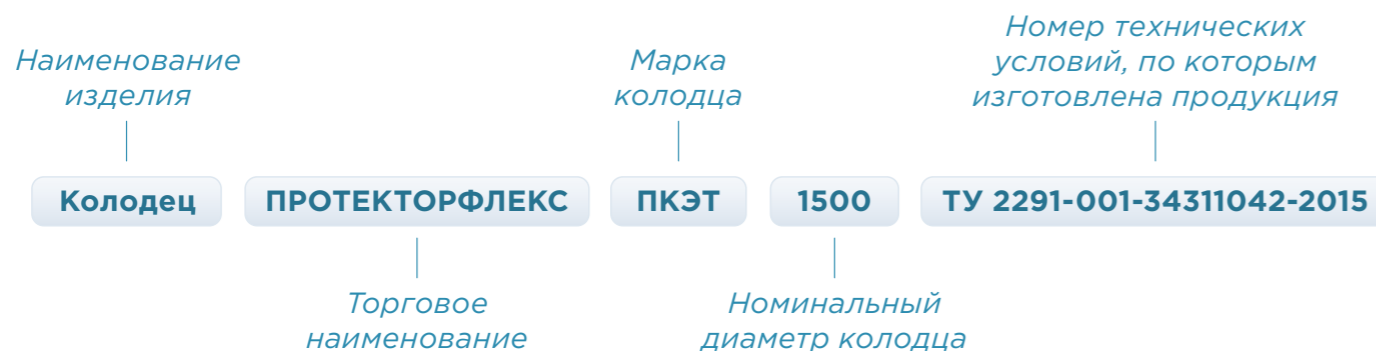 Наименование
изделия
Марка
колодца
Номер технических
условий, по которым
изготовлена продукция
Колодец ПРОТЕКТОРФЛЕКС ПКЭТ 1500 ТУ 2291-001-34311042-2015
Торговое
наименование
Номинальный
диаметр колодца